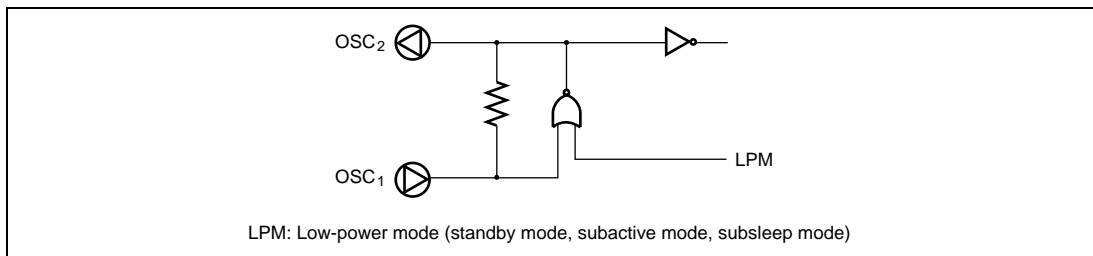 OSC2
OSC1
LPM
LPM: Low-power mode (standby mode, subactive mode, subsleep mode)